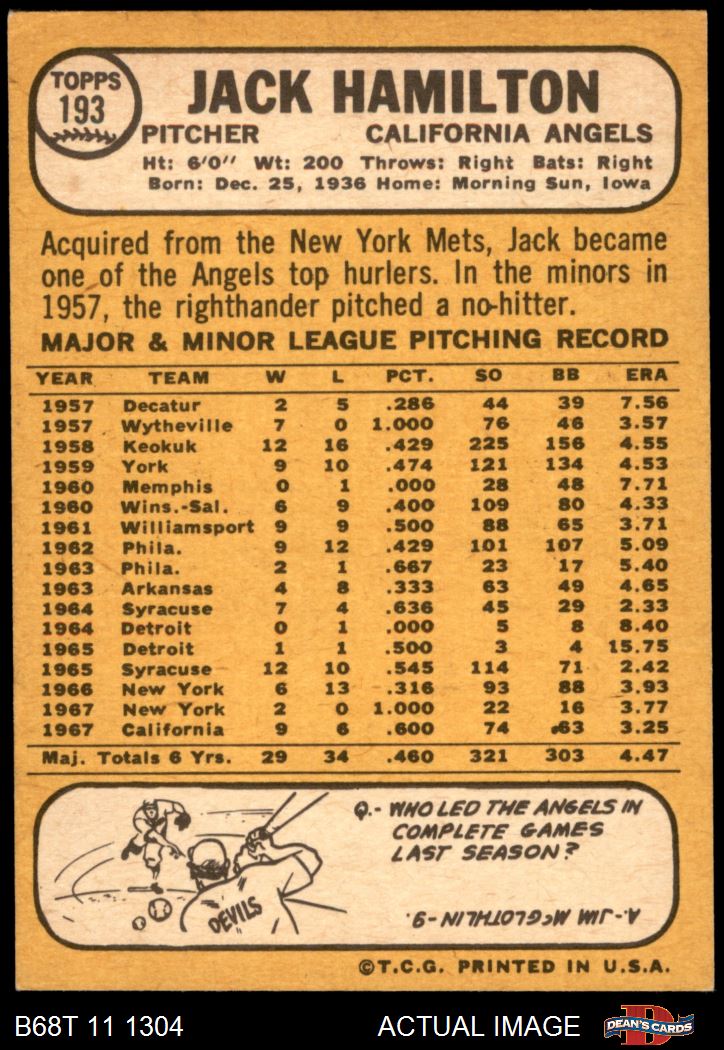 TOPPS
193
JACK HAMILTON
PITCHER CALIFORNIA ANGELS
Ht: 6'0'' Wt: 200 Throws: Right Bats: Right
Born: Dec. 25, 1936 Home: Morning Sun, Iowa
Acquired from the New York Mets, Jack became
one of the Angels top hurlers. In the minors in
1957, the righthander pitched a no-hitter.
MAJOR & MINOR LEAGUE PITCHING RECORD
YEAR TEAM W L PCT. SO BB ERA
1957 Decatur 2 5 .286 44 39 7.56
1957 Wytheville 7 0 1.000 76 46 3.57
1958 Keokuk 12 16 .429 225 156 4.55
1959 York 9 10 .474 121 134 4.53
1960 Memphis 0 1 .000 28 48 7.71
1960 Wins.-Sal. 6 9 .400 109 80 4.33
1961 Williamsport 9 9 .500 88 65 3.71
1962 Phila. 9 12 .429 101 107 5.09
1963 Phila. 2 1 .667 23 17 5.40
1963 Arkansas 4 8 .333 63 49 4.65
1964 Syracuse 7 4 .636 45 29 2.33
1964 Detroit 0 1 .000 5 8 8.40
1965 Detroit 1 1 .500 3 4 15.75
1965 Syracuse 12 10 .545 114 71 2.42
1966 New York 6 13 .316 93 88 3.93
1967 New York 2 0 1.000 22 16 3.77
1967 California 9 6 .600 74 63 3.25
Maj. Totals 6 Yrs. 29 34 .460 321 303 4.47
Q.- WHO LED THE ANGELS IN
COMPLETE GAMES
LAST SEASON?
DEVILS
A.- JIM McGLOTHLIN - 9.
©T.C.G. PRINTED IN U.S.A.
B68T 11 1304 ACTUAL IMAGE D
DEAN'S CARDS